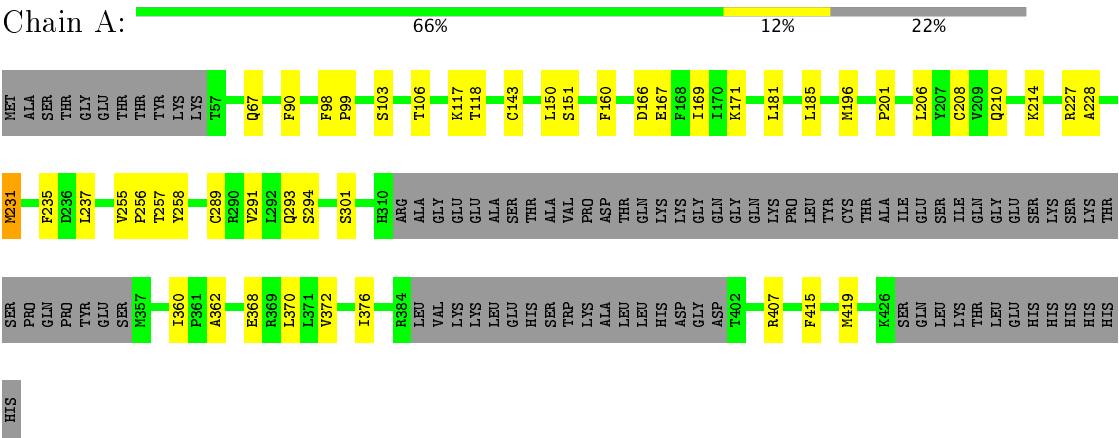 Chain A:
66% 12% 22%
MET ALA SER THR GLY GLU THR THR TYR LYS LYS T57 Q67 F90 F98 P99 S103 T106 K117 T118 C143 L150 S151 F160 D166 E167 F168 I169 I170 K171 L181 L185 M196 P201 L206 Y207 C208 V209 Q210 K214 R227 A228
M231 F235 D236 L237 V255 P256 T257 Y258 C289 R290 V291 L292 Q293 S294 S301 H310 ARG ALA GLY GLU GLU ALA SER THR ALA VAL PRO ASP THR GLN LYS LYS GLY GLN GLY GLN LYS PRO LEU TYR CYS THR ALA ILE GLU SER ILE GLN GLY GLU SER LYS SER LYS THR
SER PRO GLN PRO TYR GLU SER M357 I360 P361 A362 E368 R369 L370 L371 V372 I376 R384 LEU VAL LYS LYS LEU GLU HIS SER TRP LYS ALA LEU LEU HIS ASP GLY ASP T402 R407 F415 M419 K426 SER GLN LEU LYS THR LEU GLU HIS HIS HIS HIS HIS
HIS